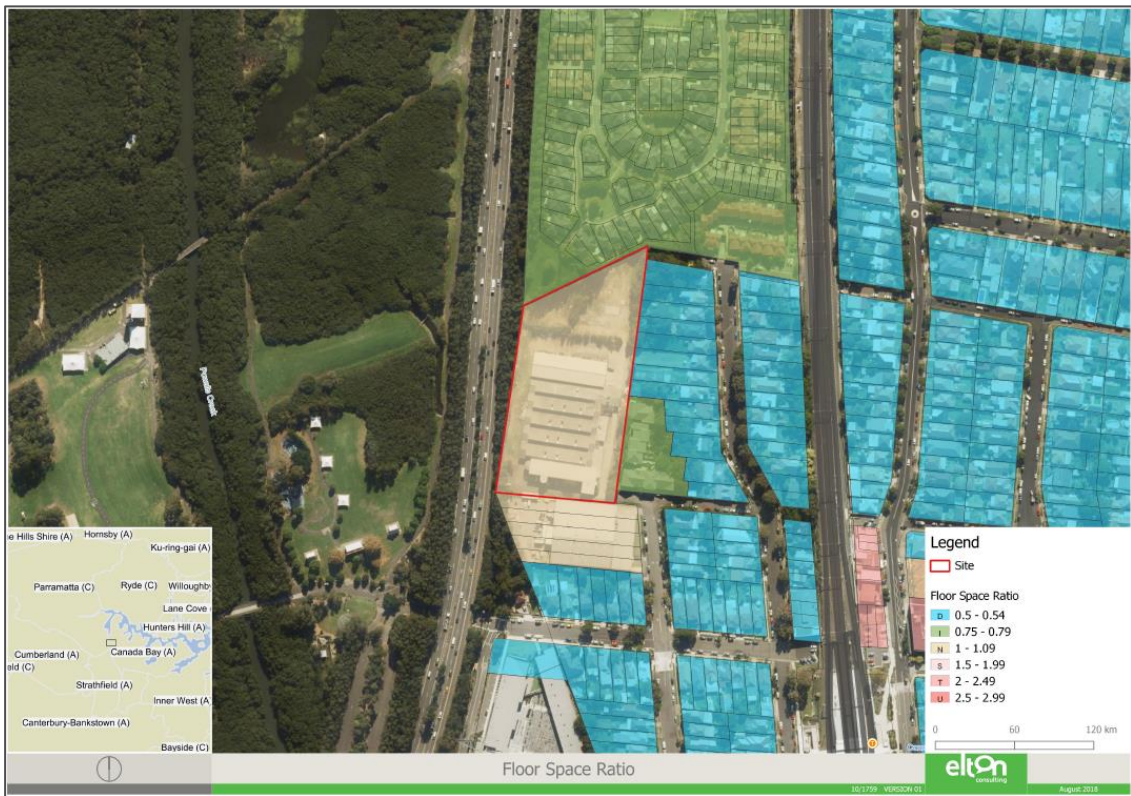 Powells Creek
e Hills Shire (A) Hornsby (A)
Ku-ring-gai (A)
Parramatta (C) Ryde (C) Willoughby
Lane Cove
Hunters Hill (A)
Cumberland (A) Canada Bay (A)
eld (C)
Strathfield (A)
Inner West (A)
Canterbury-Bankstown (A)
Bayside (C)
Legend
Site
Floor Space Ratio
D 0.5 - 0.54
I 0.75 - 0.79
N 1 - 1.09
S 1.5 - 1.99
T 2 - 2.49
U 2.5 - 2.99
0 60 120 km
Floor Space Ratio
elton
consulting
10/1759 VERSION 01
August 2018